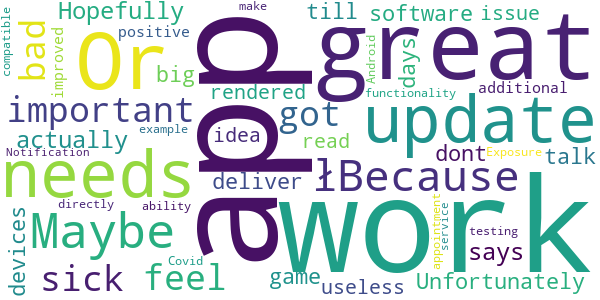 compatible
bad
improved
Hopefully
positive
Or
big
app
make
great
till
software
issue
Android
days
functionality
additional
rendered
important
actually
example
got
idea
read
update
Notification
needs
deliver
łBecause
dont
Exposure
talk
directly
ability
Maybe
work
devices
sick
feel
Covid
game
useless
appointment
service
testing
says
Unfortunately